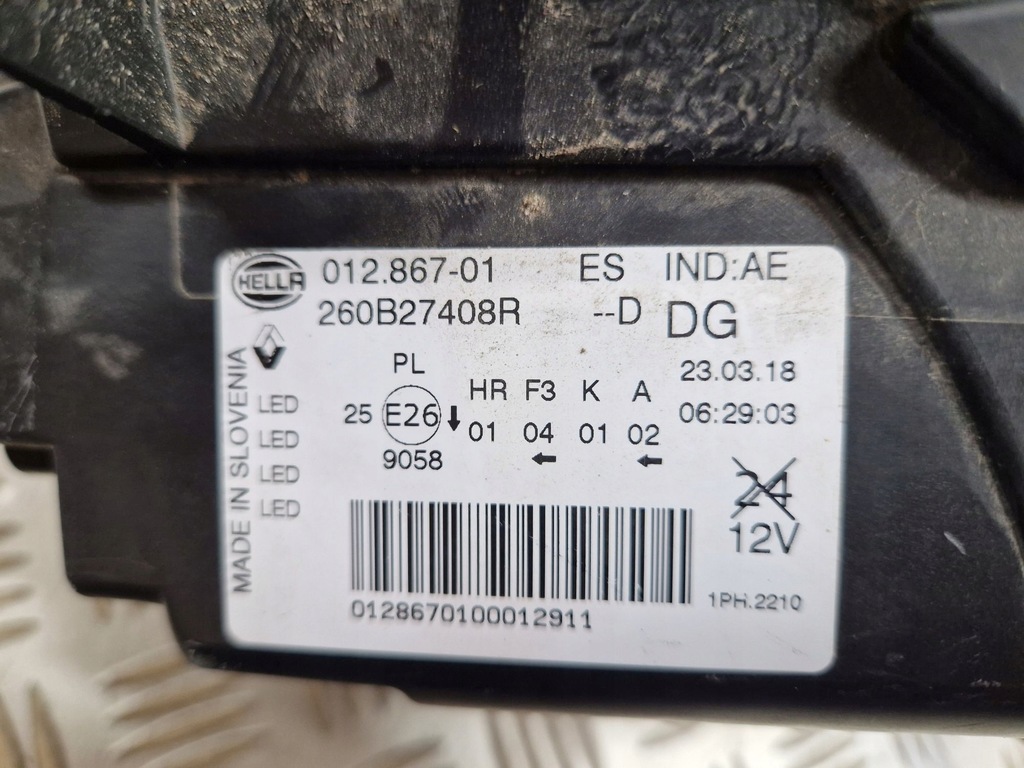 HELLA 012.867-01 ES IND:AE
260B27408R --D DG
PL
23.03.18
HR F3 K A
25 E26 ↓ 01 04 01 02
06:29:03
9058 ← ←
LED
LED
LED
LED
MADE IN SLOVENIA
24
12V
1PH.2210
0128670100012911